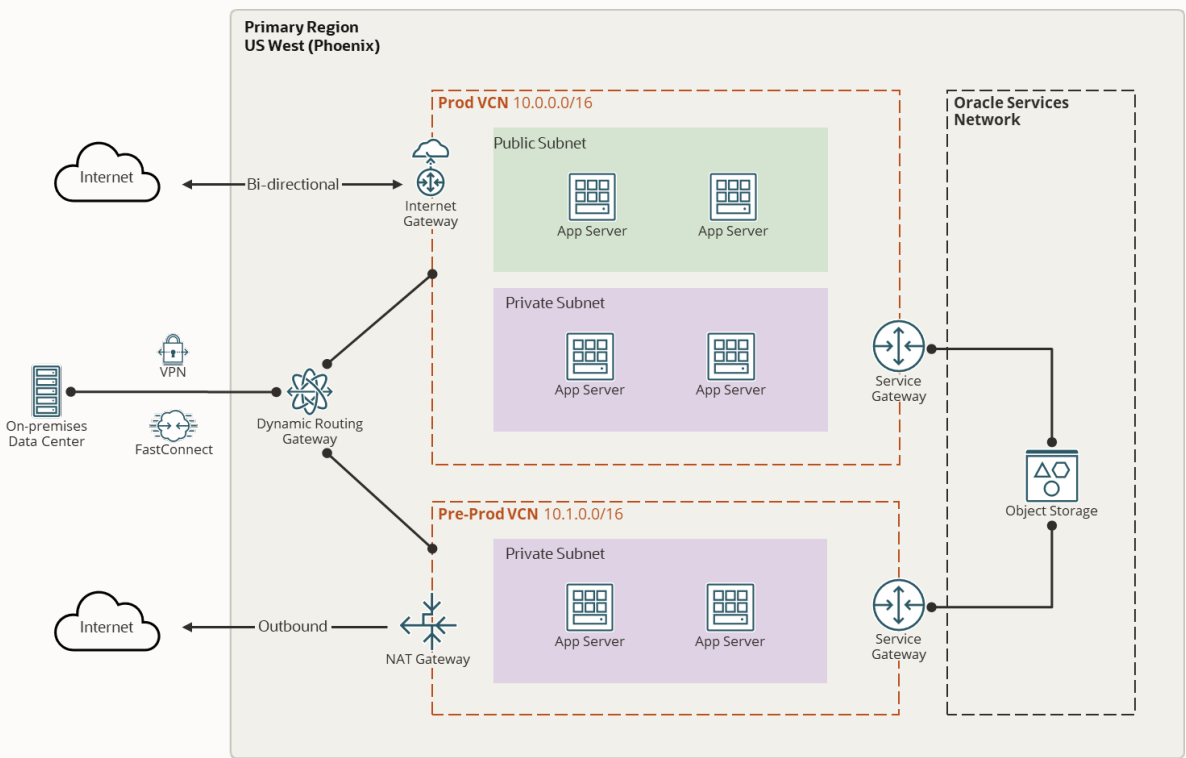 Primary Region
US West (Phoenix)
Prod VCN 10.0.0.0/16
Oracle Services
Network
Public Subnet
Internet
Bi-directional
Internet
Gateway
App Server
App Server
Private Subnet
VPN
App Server
App Server
Service
Gateway
On-premises
Data Center
FastConnect
Dynamic Routing
Gateway
Pre-Prod VCN 10.1.0.0/16
Object Storage
Private Subnet
Internet
Outbound
NAT Gateway
App Server
App Server
Service
Gateway